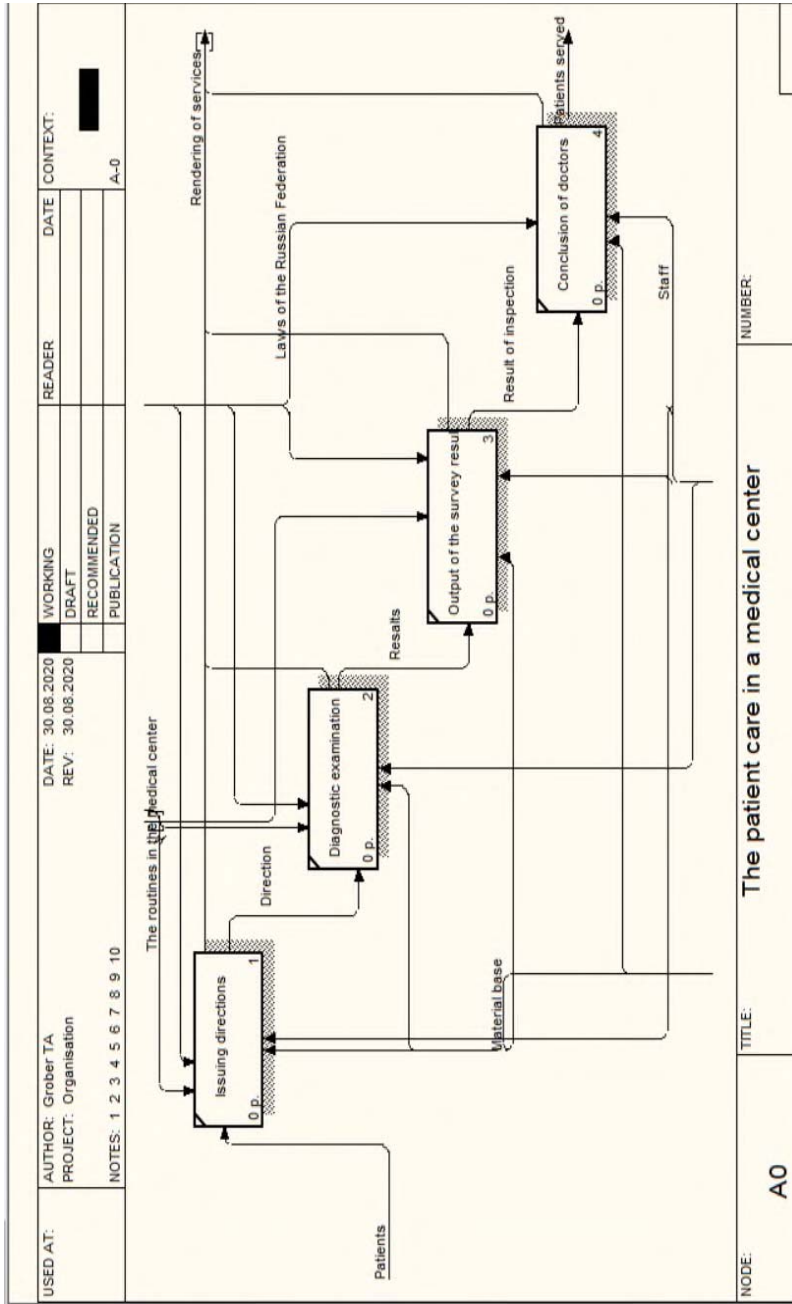 USED AT:
AUTHOR: Grober TA
PROJECT: Organisation
NOTES: 1 2 3 4 5 6 7 8 9 10
DATE: 30.08.2020
REV: 30.08.2020
WORKING
DRAFT
RECOMMENDED
PUBLICATION
READER
DATE
CONTEXT:
A-0
The routines in the medical center
Rendering of services
Laws of the Russian Federation
Issuing directions
0 p.
1
Direction
Patients
Diagnostic examination
0 p.
2
Resalts
Output of the survey resul
0 p.
3
Result of inspection
Conclusion of doctors
0 p.
4
Patients served
Material base
Staff
NODE:
A0
TITLE:
The patient care in a medical center
NUMBER: